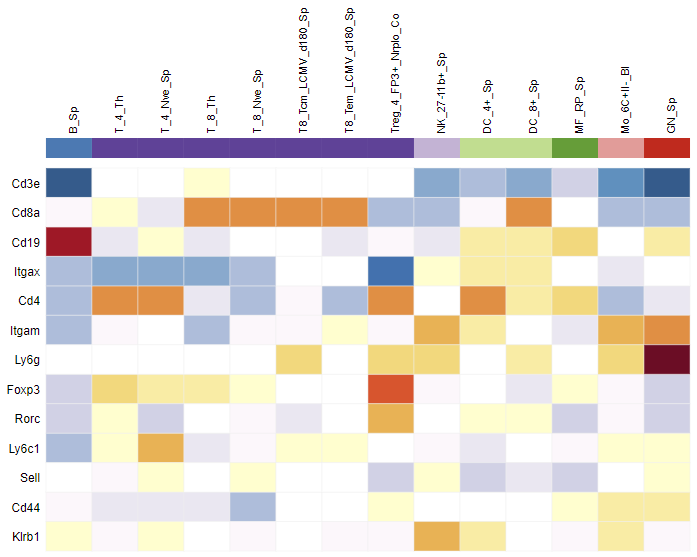 B_Sp
T_4_Th
T_4_Nve_Sp
T_8_Th
T_8_Nve_Sp
T8_Tcm_LCMV_d180_Sp
T8_Tem_LCMV_d180_Sp
Treg_4_FP3+_Nrplo_Co
NK_27-11b+_Sp
DC_4+_Sp
DC_8+_Sp
MF_RP_Sp
Mo_6C+II-_Bl
GN_Sp
Cd3e
Cd8a
Cd19
Itgax
Cd4
Itgam
Ly6g
Foxp3
Rorc
Ly6c1
Sell
Cd44
Klrb1